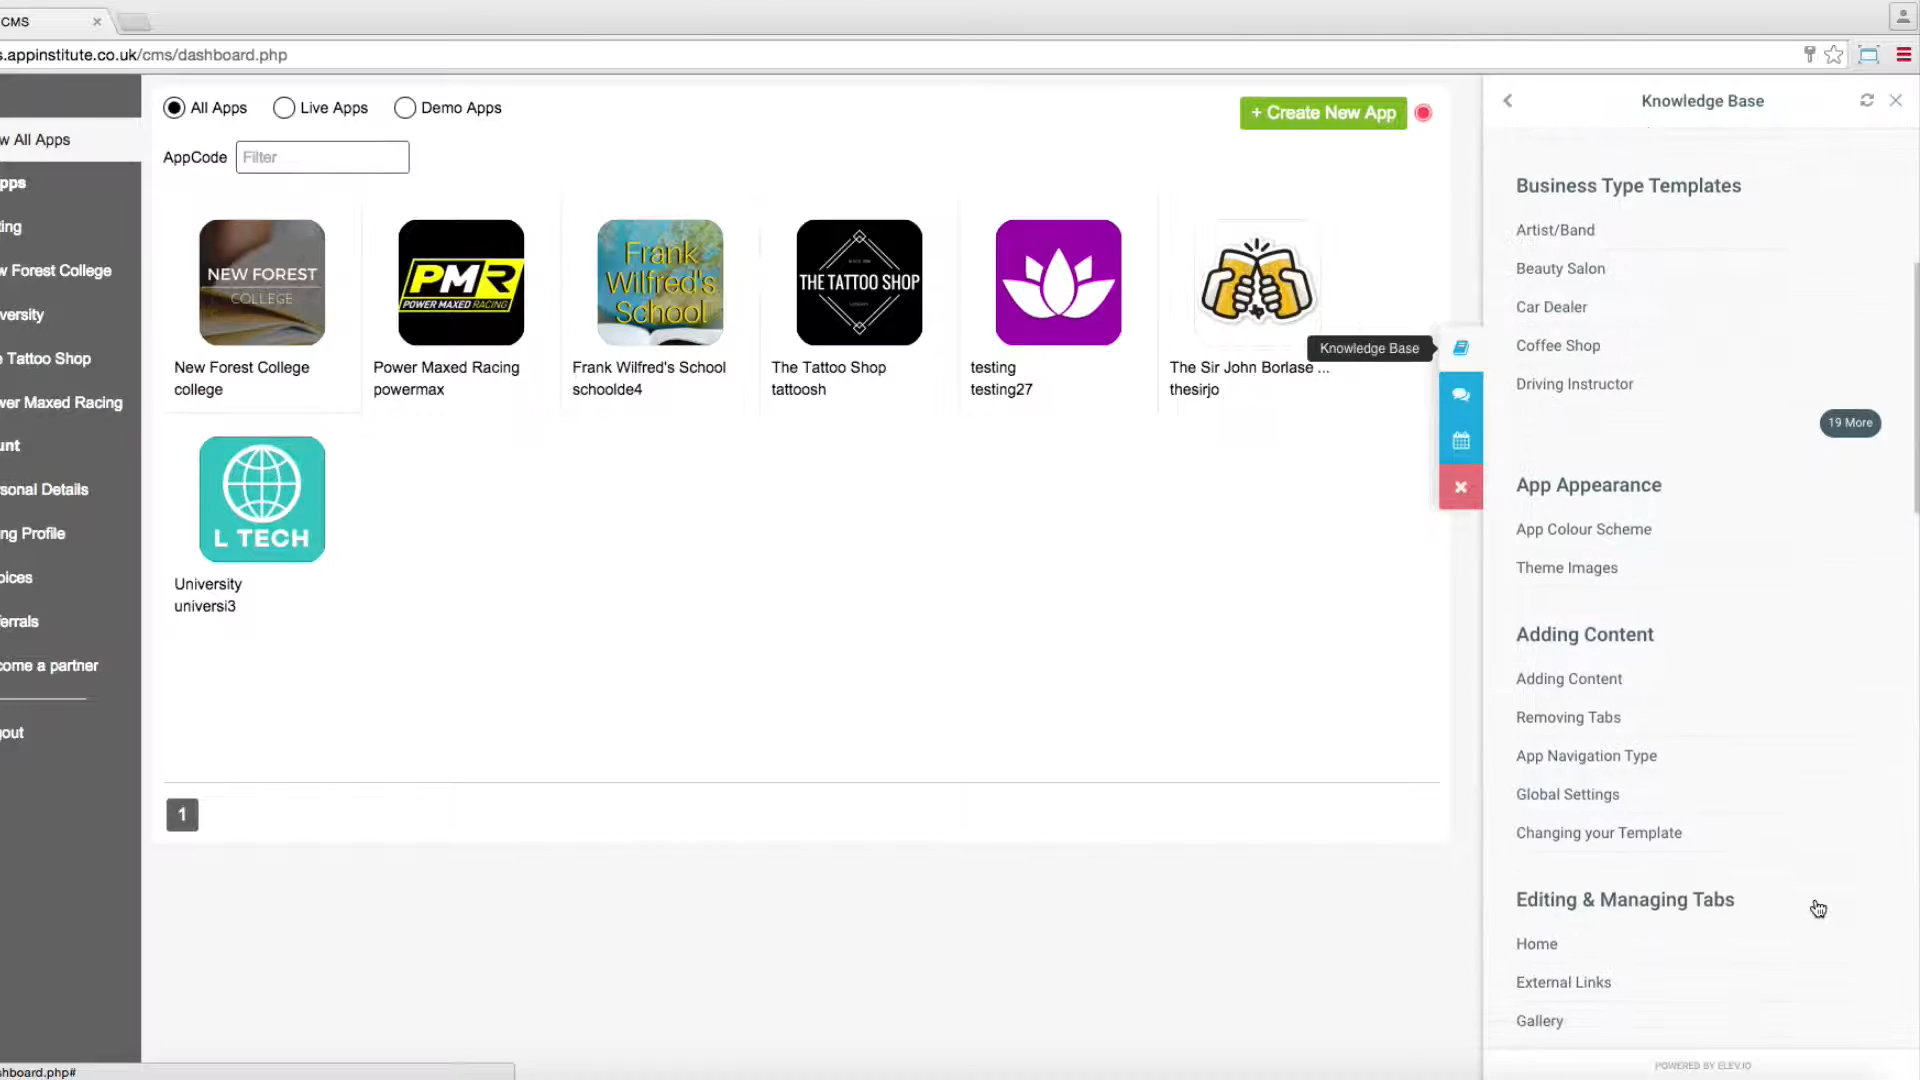 CMS
s.appinstitute.co.uk/cms/dashboard.php
w All Apps
pps
ting
w Forest College
versity
e Tattoo Shop
wer Maxed Racing
unt
sonal Details
ng Profile
oices
errals
come a partner
gout
All Apps
Live Apps
Demo Apps
+ Create New App
AppCode
Filter
NEW FOREST
COLLEGE
New Forest College
college
PMR
POWER MAXED RACING
Power Maxed Racing
powermax
Frank
Wilfred's
School
Frank Wilfred's School
schoolde4
THE TATTOO SHOP
The Tattoo Shop
tattoosh
testing
testing27
The Sir John Borlase ...
thesirjo
L TECH
University
universi3
1
Knowledge Base
Knowledge Base
Business Type Templates
Artist/Band
Beauty Salon
Car Dealer
Coffee Shop
Driving Instructor
19 More
App Appearance
App Colour Scheme
Theme Images
Adding Content
Adding Content
Removing Tabs
App Navigation Type
Global Settings
Changing your Template
Editing & Managing Tabs
Home
External Links
Gallery
POWERED BY ELEV.IO
shboard.php#